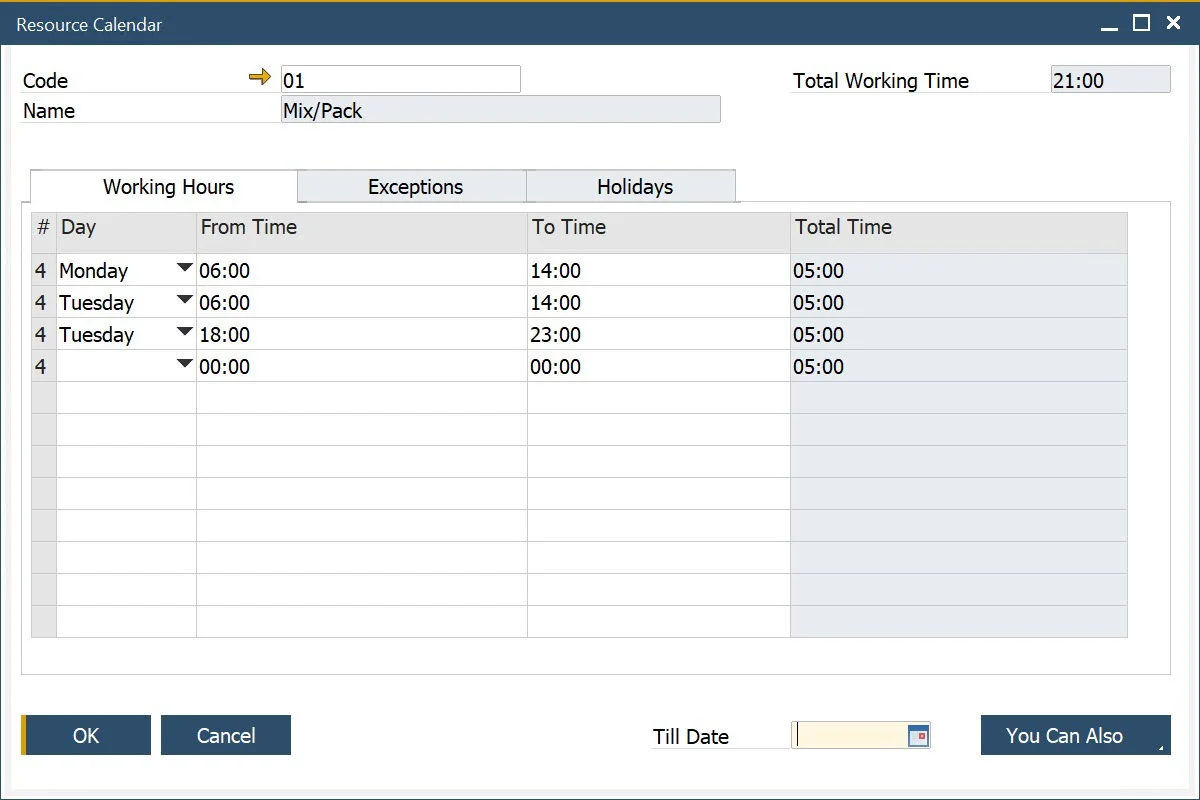 Resource Calendar
Code 01 Total Working Time 21:00
Name Mix/Pack
Working Hours Exceptions Holidays
# Day From Time To Time Total Time
4 Monday 06:00 14:00 05:00
4 Tuesday 06:00 14:00 05:00
4 Tuesday 18:00 23:00 05:00
4 00:00 00:00 05:00
OK Cancel Till Date You Can Also